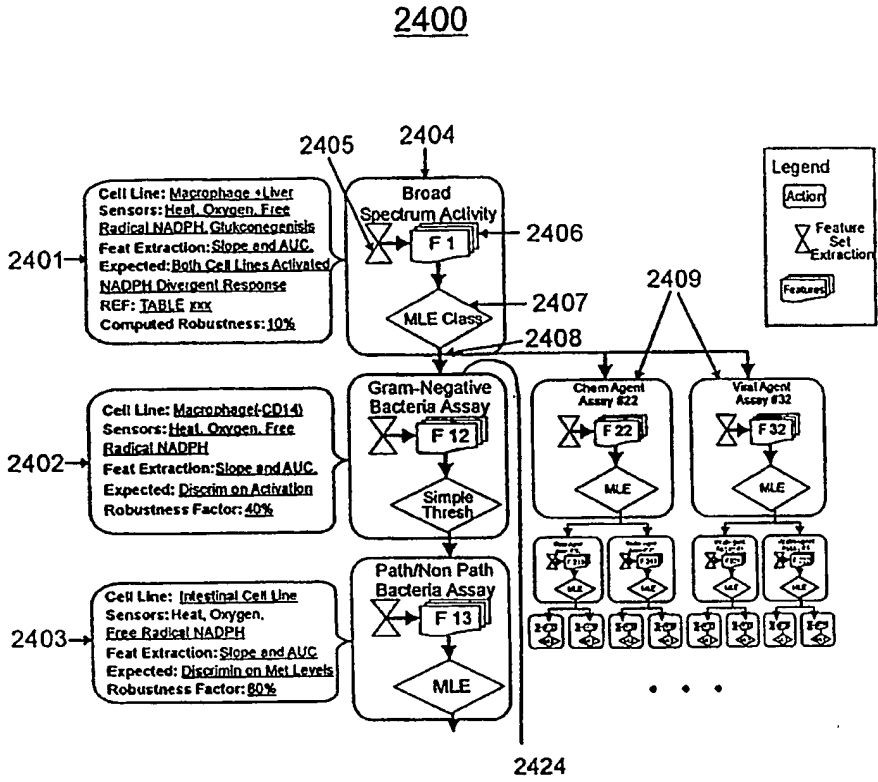 2400
2404
2405
Cell Line: Macrophage +Liver
Sensors: Heat, Oxygen, Free
Radical NADPH, Glukconegenisis
Feat Extraction: Slope and AUC.
Expected: Both Cell Lines Activated
NADPH Divergent Response
REF: TABLE xxx
Computed Robustness: 10%
2401
Broad
Spectrum Activity
F 1
2406
MLE Class
2407
2408
2409
Legend
Action
Feature
Set
Extraction
Features
Cell Line: Macrophage(-CD14)
Sensors: Heat, Oxygen, Free
Radical NADPH
Feat Extraction: Slope and AUC.
Expected: Discrim on Activation
Robustness Factor: 40%
2402
Gram-Negative
Bacteria Assay
F 12
Simple
Thresh
Chem Agent
Assay #22
F 22
MLE
Viral Agent
Assay #32
F 32
MLE
Cell Line: Intestinal Cell Line
Sensors: Heat, Oxygen,
Free Radical NADPH
Feat Extraction: Slope and AUC
Expected: Discrimin on Met Levels
Robustness Factor: 80%
2403
Path/Non Path
Bacteria Assay
F 13
MLE
MLE
MLE
MLE
MLE
• • •
2424